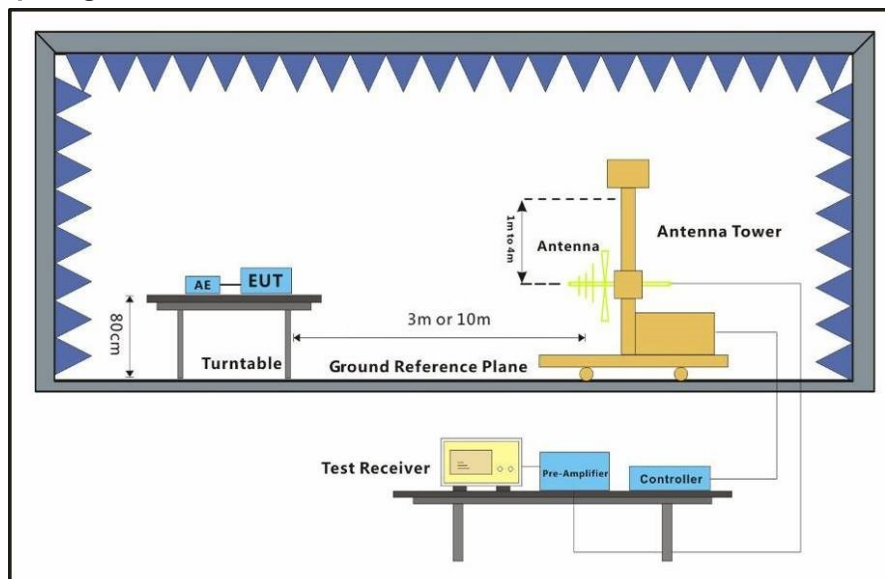 1m to 4m
Antenna
Antenna Tower
AE
EUT
80cm
3m or 10m
Turntable
Ground Reference Plane
Test Receiver
Pre-Amplifier
Controller